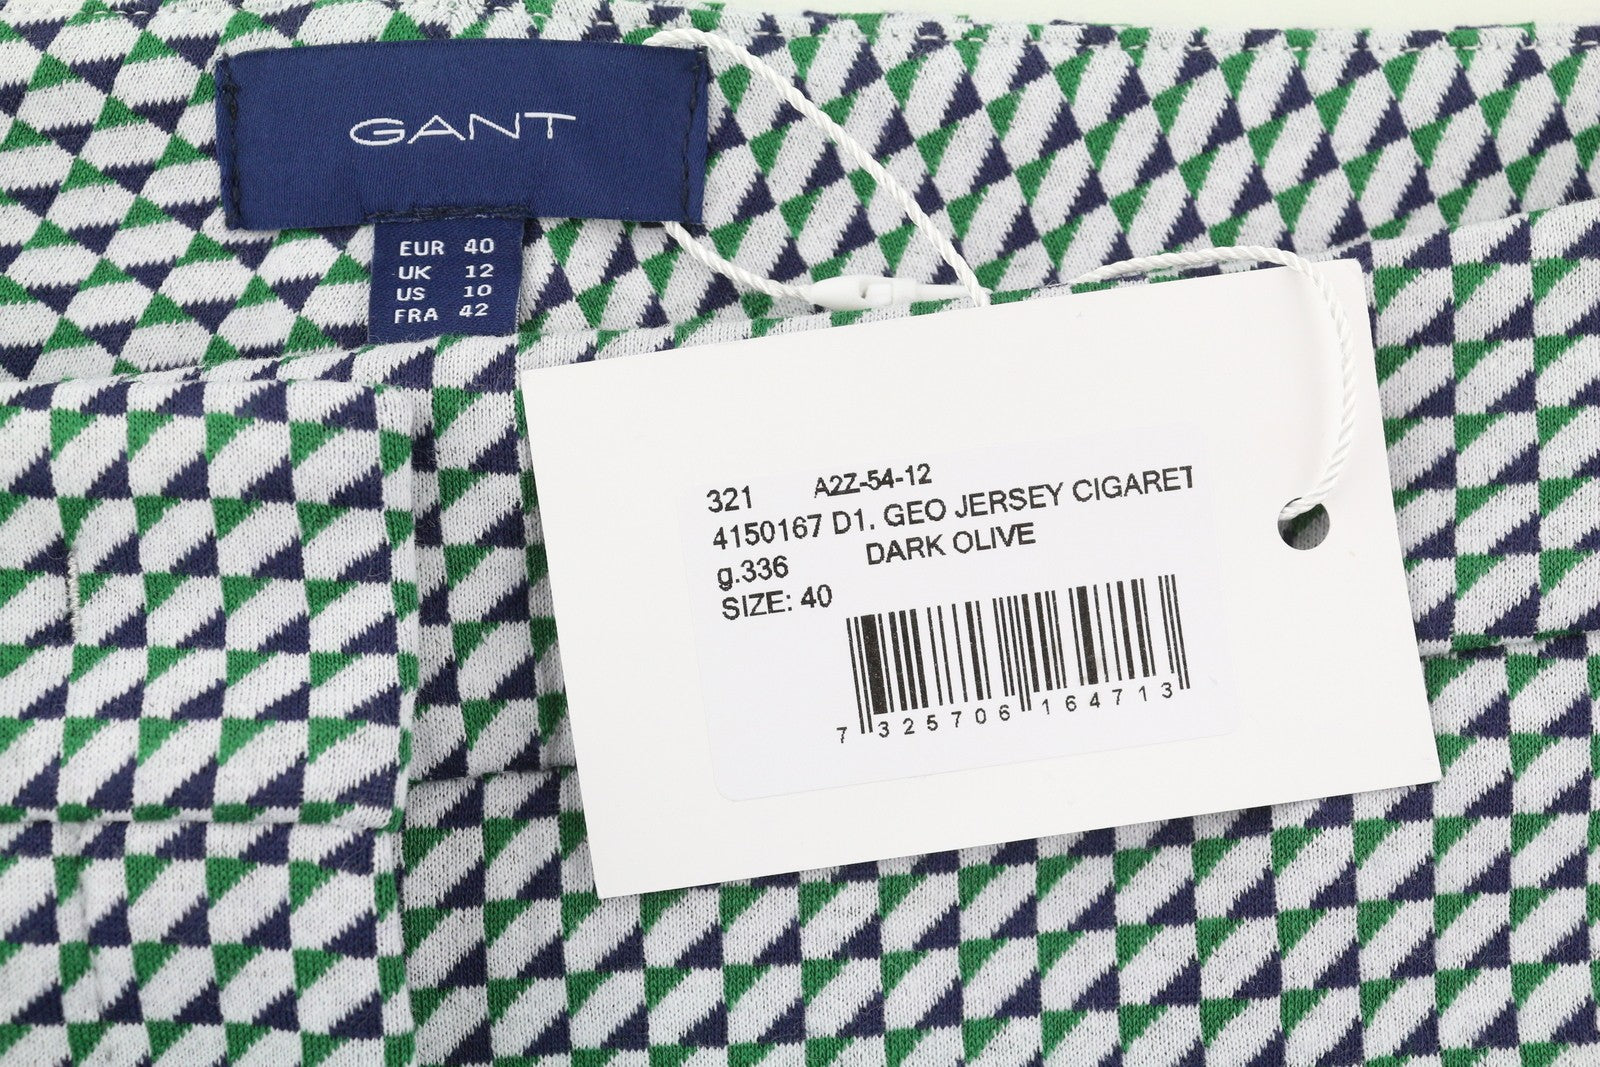 GANT
EUR 40
UK 12
US 10
FRA 42
321 A2Z-54-12
4150167 D1. GEO JERSEY CIGARET
g.336 DARK OLIVE
SIZE: 40
7 325706 164713